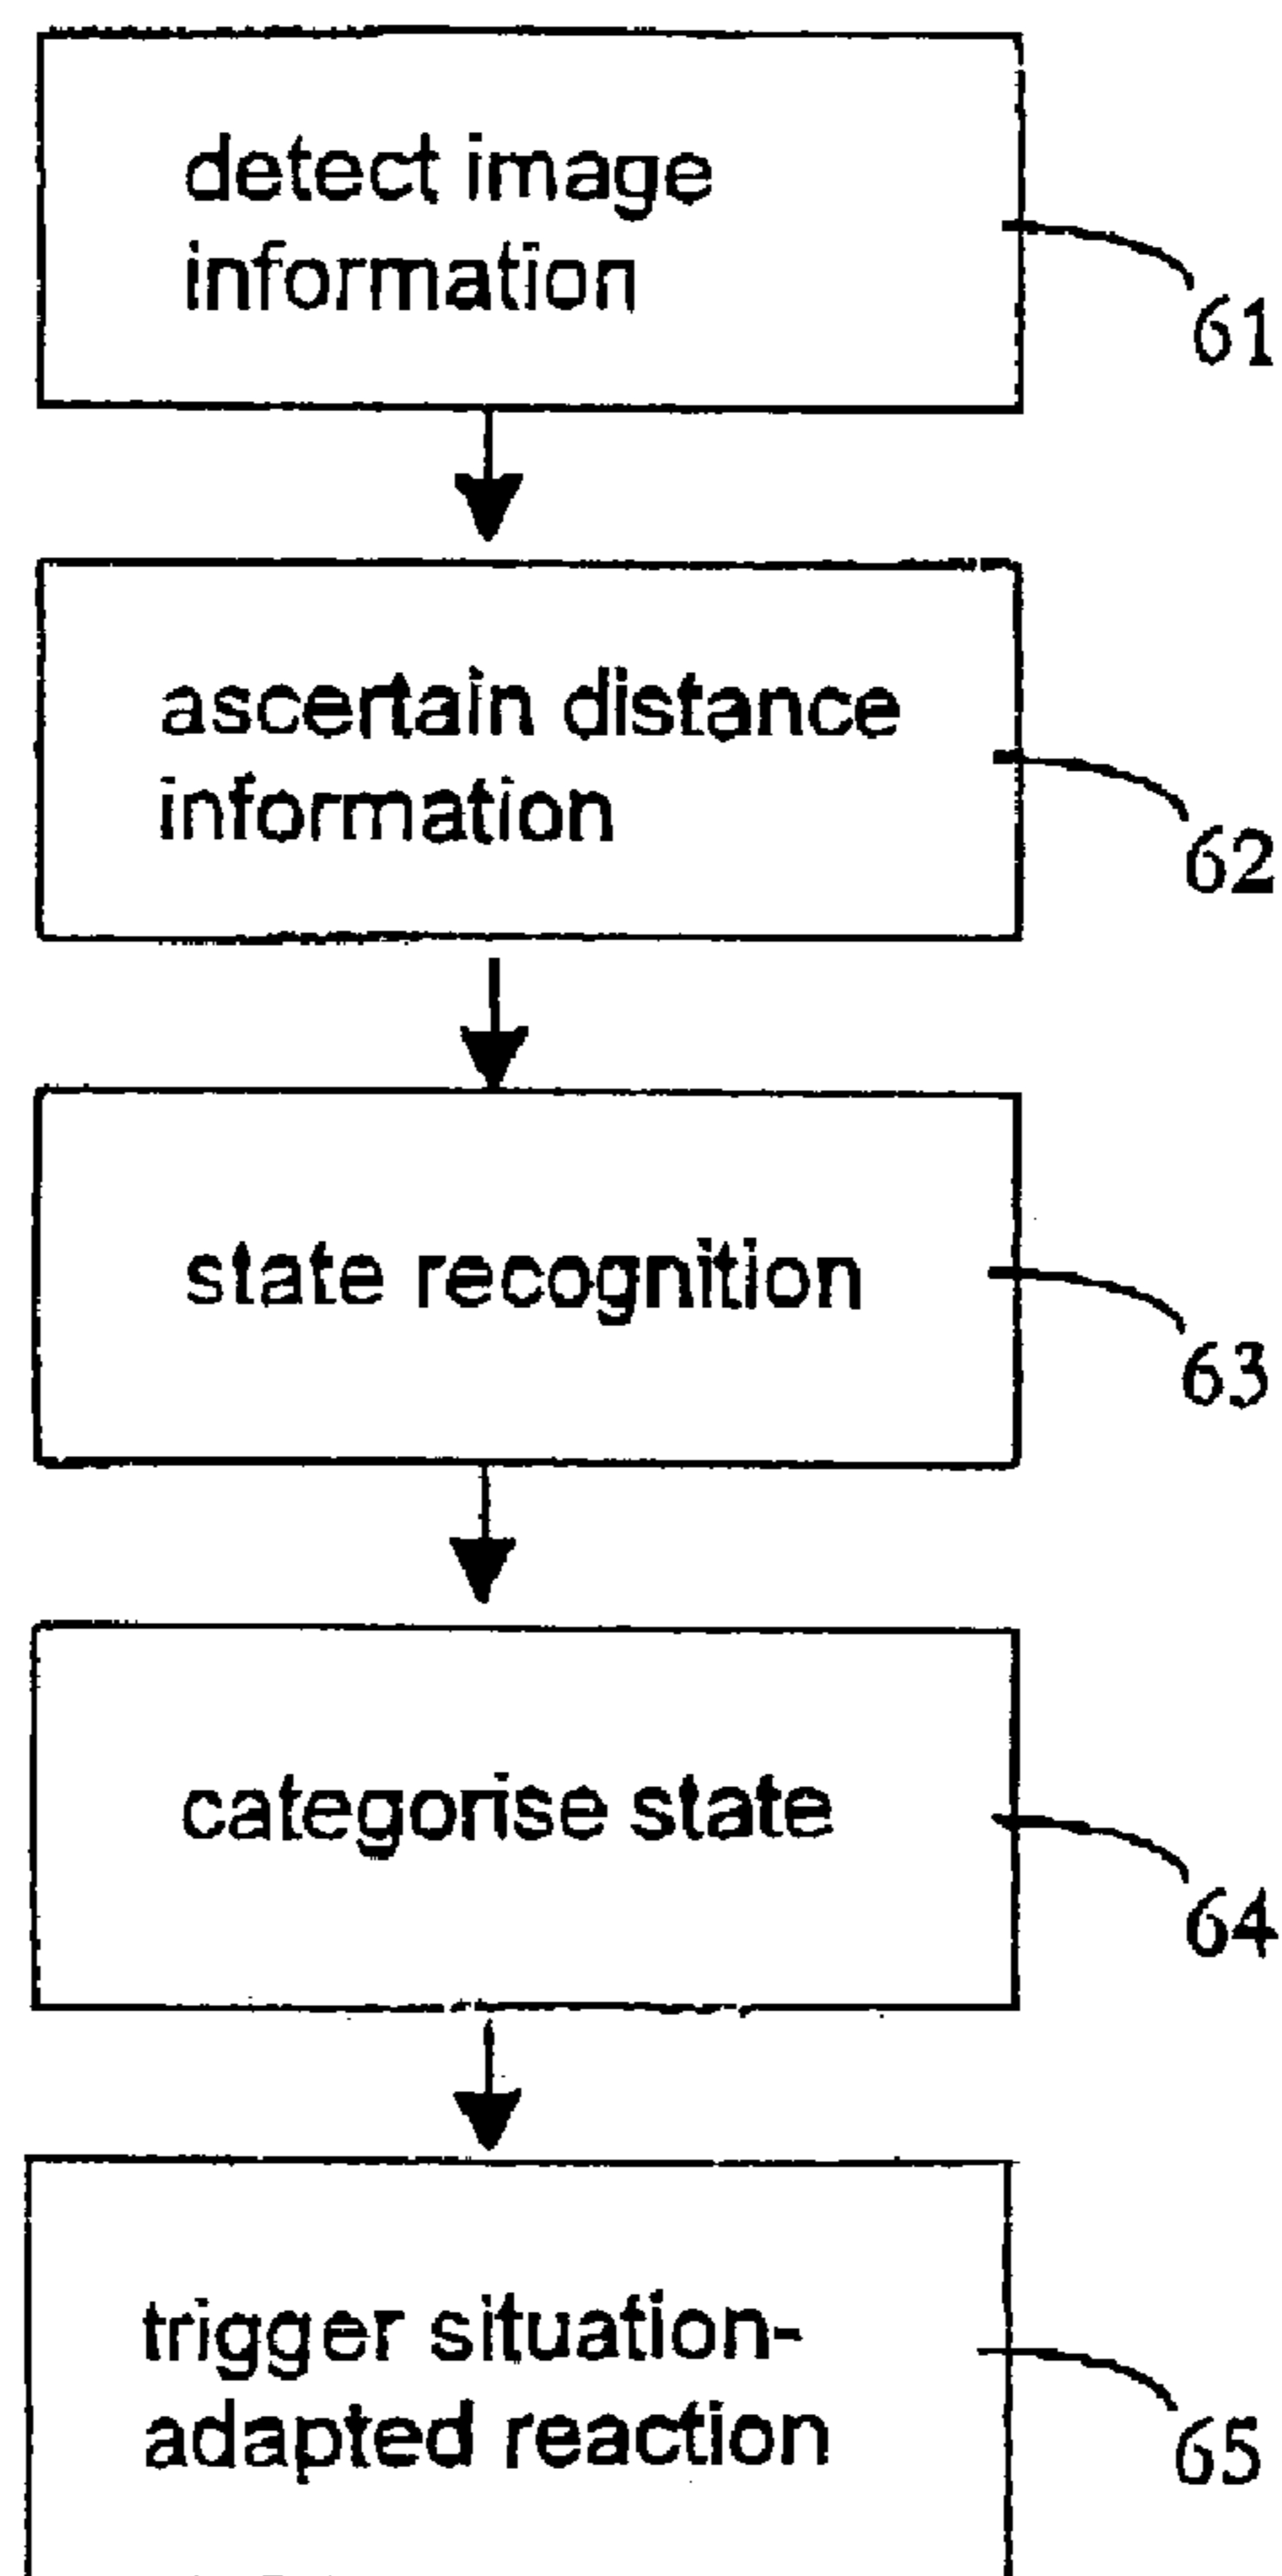 detect image
information
61
ascertain distance
information
62
state recognition
63
categorise state
64
trigger situation-
adapted reaction
65